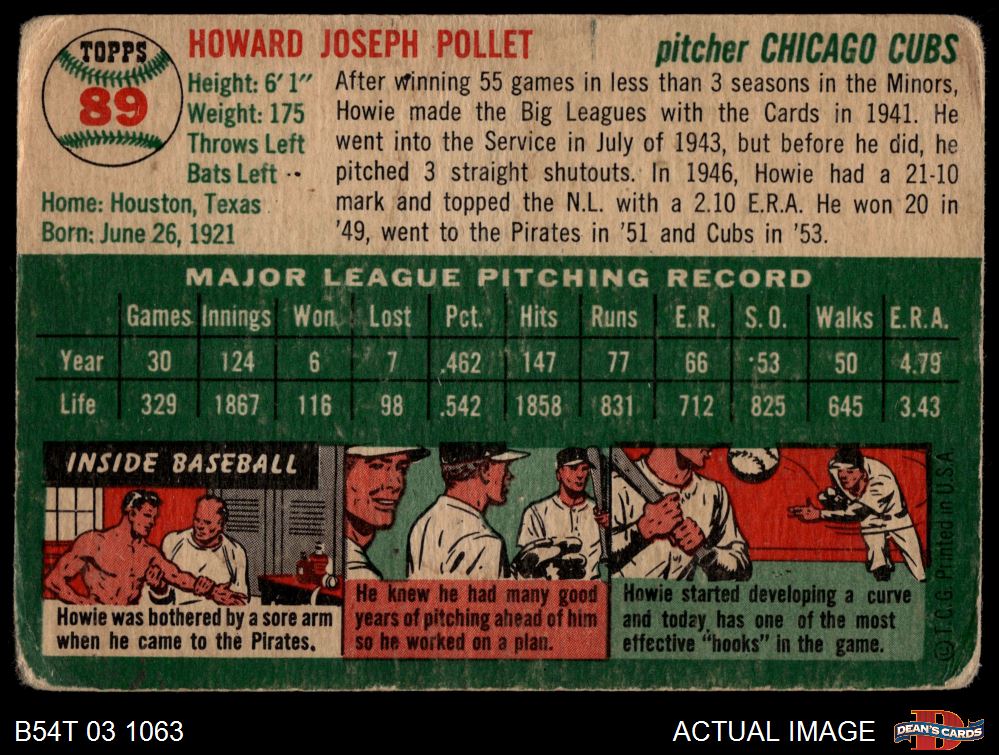 TOPPS
89
HOWARD JOSEPH POLLET
pitcher CHICAGO CUBS
Height: 6' 1"
Weight: 175
Throws Left
Bats Left
Home: Houston, Texas
Born: June 26, 1921
After winning 55 games in less than 3 seasons in the Minors,
Howie made the Big Leagues with the Cards in 1941. He
went into the Service in July of 1943, but before he did, he
pitched 3 straight shutouts. In 1946, Howie had a 21-10
mark and topped the N.L. with a 2.10 E.R.A. He won 20 in
'49, went to the Pirates in '51 and Cubs in '53.
MAJOR LEAGUE PITCHING RECORD
Games Innings Won Lost Pct. Hits Runs E.R. S.O. Walks E.R.A.
Year 30 124 6 7 .462 147 77 66 53 50 4.79
Life 329 1867 116 98 .542 1858 831 712 825 645 3.43
INSIDE BASEBALL
Howie was bothered by a sore arm
when he came to the Pirates.
He knew he had many good
years of pitching ahead of him
so he worked on a plan.
Howie started developing a curve
and today has one of the most
effective "hooks" in the game.
© T.C.G. Printed in U.S.A.
B54T 03 1063
ACTUAL IMAGE
DEAN'S CARDS